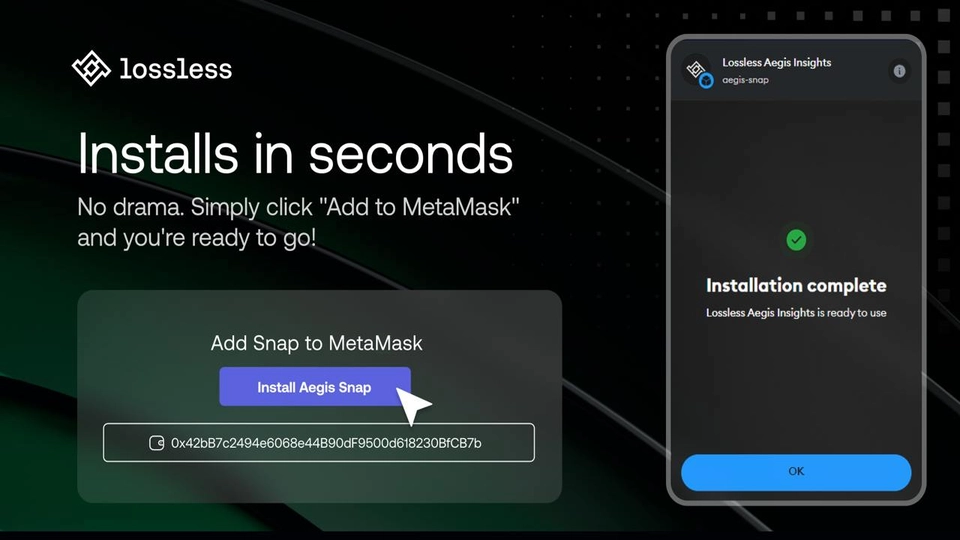 lossless
Installs in seconds
No drama. Simply click "Add to MetaMask"
and you're ready to go!
Add Snap to MetaMask
Install Aegis Snap
0x42bB7c2494e6068e44B90dF9500d618230BfCB7b
Lossless Aegis Insights
aegis-snap
Installation complete
Lossless Aegis Insights is ready to use
OK